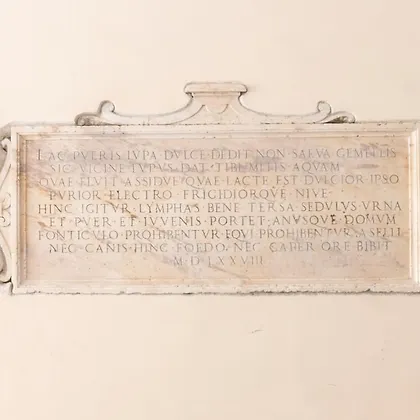 LAC·PVERIS·LVPA·DVLCE·DEDIT·NON·SAEVA·GEMELLIS
SIC·VICINE·LVPVS·DAT·TIBI·MITIS·AQVAM
QVAE·FLVIT·ASSIDVE·QVAE·LACTE·EST·DVLCIOR·IPSO
PVRIOR·ELECTRO·FRIGIDIORQVE·NIVE
HINC·IGITVR·LYMPHAS·BENE·TERSA·SEDVLVS·VRNA
ET·PVER·ET·IVVENIS·PORTET·ANVSQVE·DOMVM
FONTICVLO·PROHIBENTVR·EQVI·PROHIBENTVR·ASELLI
NEC·CANIS·HINC·FOEDO·NEC·CAPER·ORE·BIBIT
M·D·LXXVIII